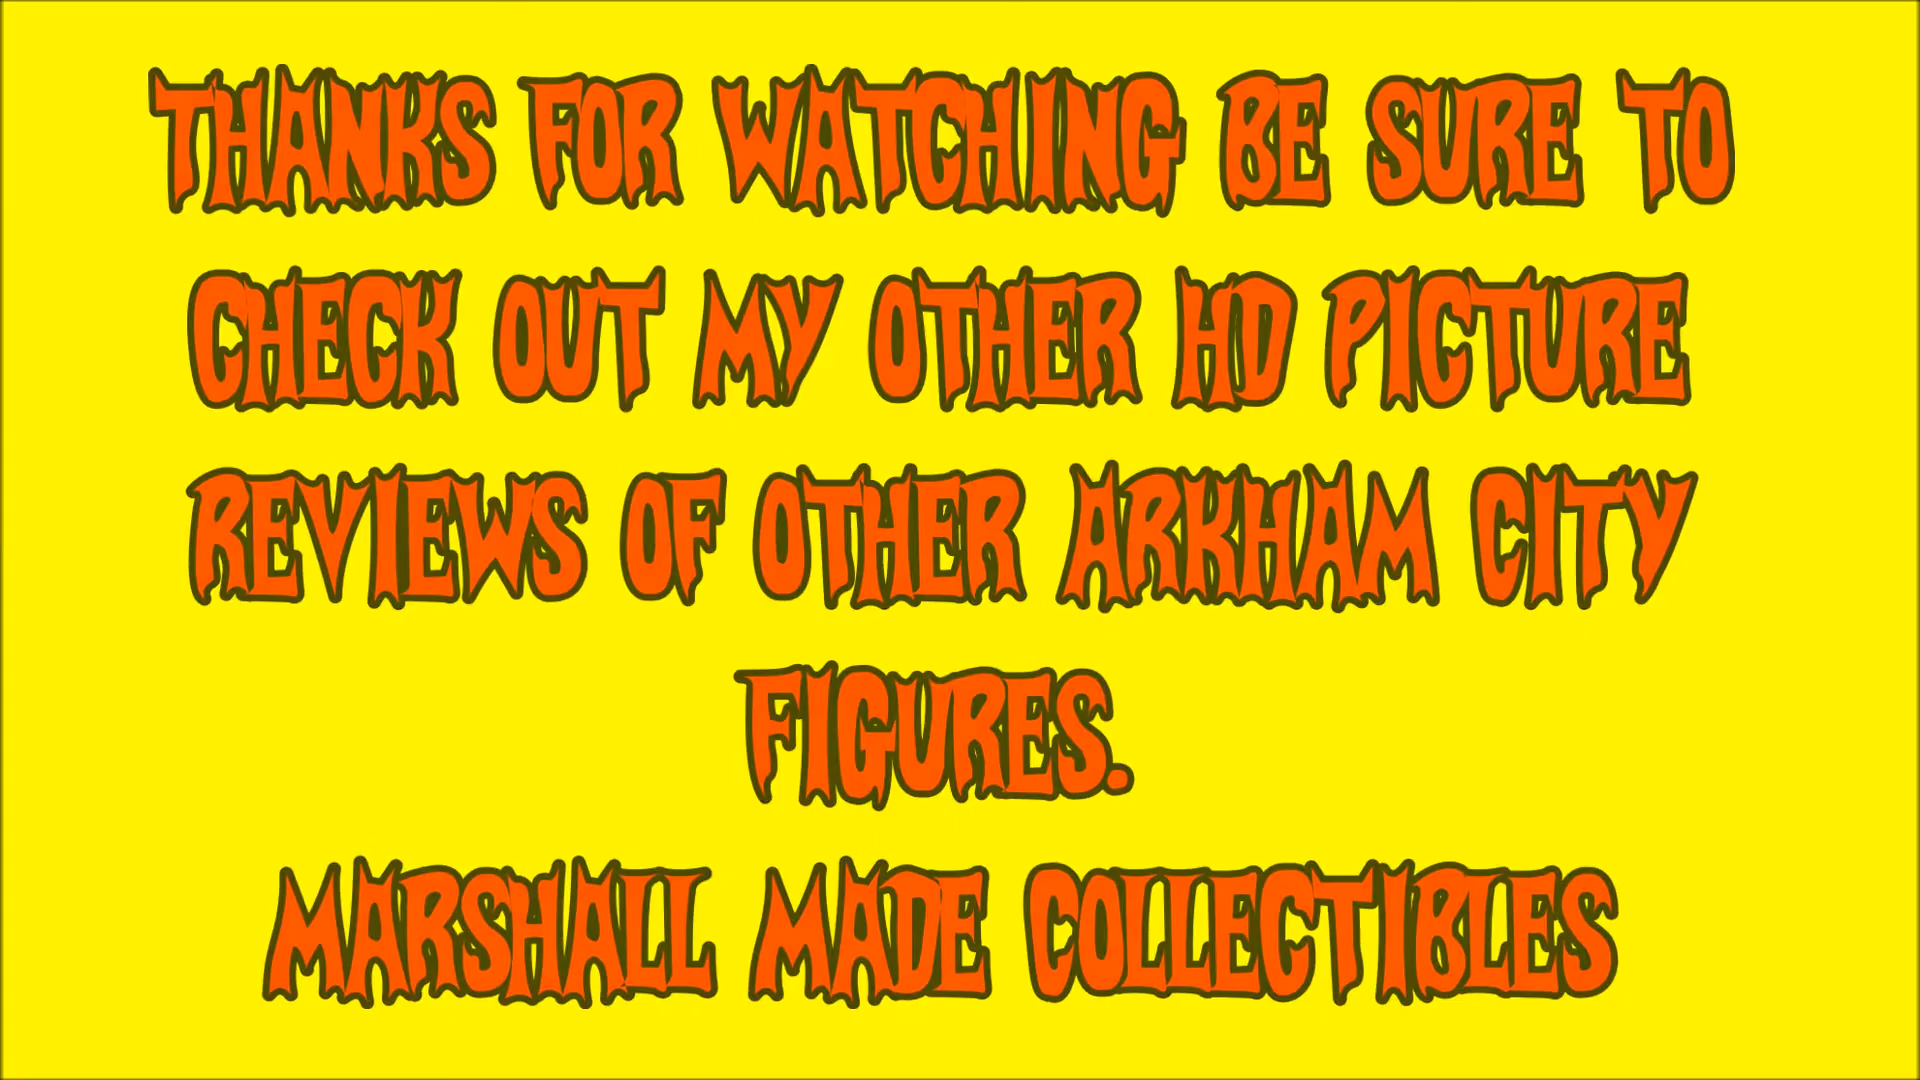 THANKS FOR WATCHING BE SURE TO
CHECK OUT MY OTHER HD PICTURE
REVIEWS OF OTHER ARKHAM CITY
FIGURES.
MARSHALL MADE COLLECTIBLES